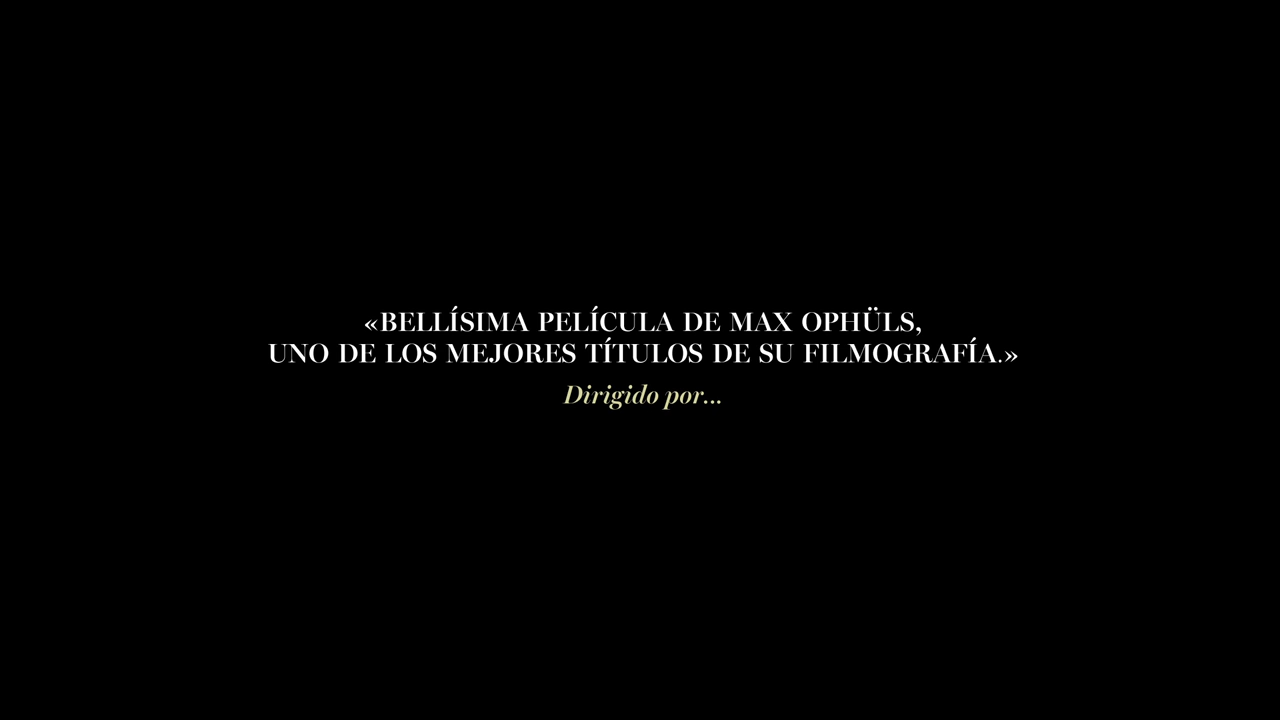 «BELLÍSIMA PELÍCULA DE MAX OPHÜLS,
UNO DE LOS MEJORES TÍTULOS DE SU FILMOGRAFÍA.»
Dirigido por...